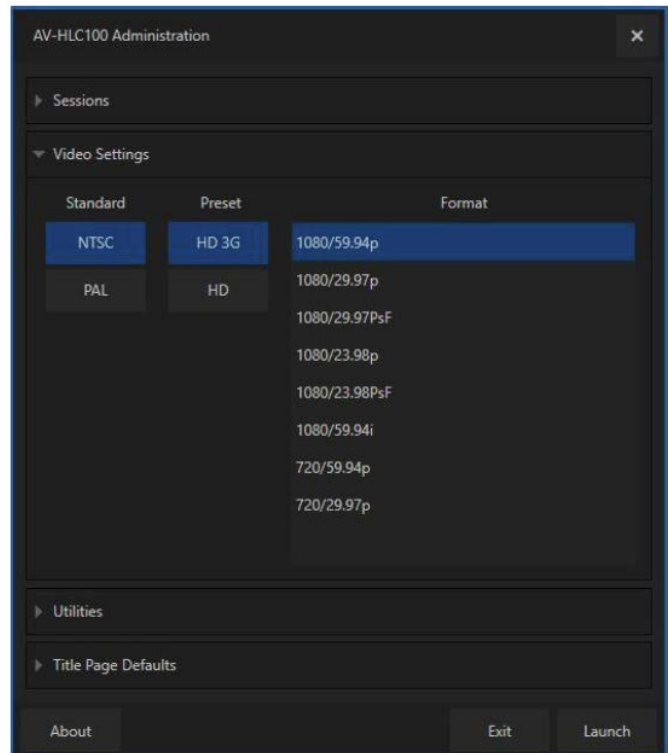 AV-HLC100 Administration ×
Sessions
Video Settings
Standard Preset Format
NTSC HD 3G 1080/59.94p
PAL HD 1080/29.97p
1080/29.97PsF
1080/23.98p
1080/23.98PsF
1080/59.94i
720/59.94p
720/29.97p
Utilities
Title Page Defaults
About Exit Launch